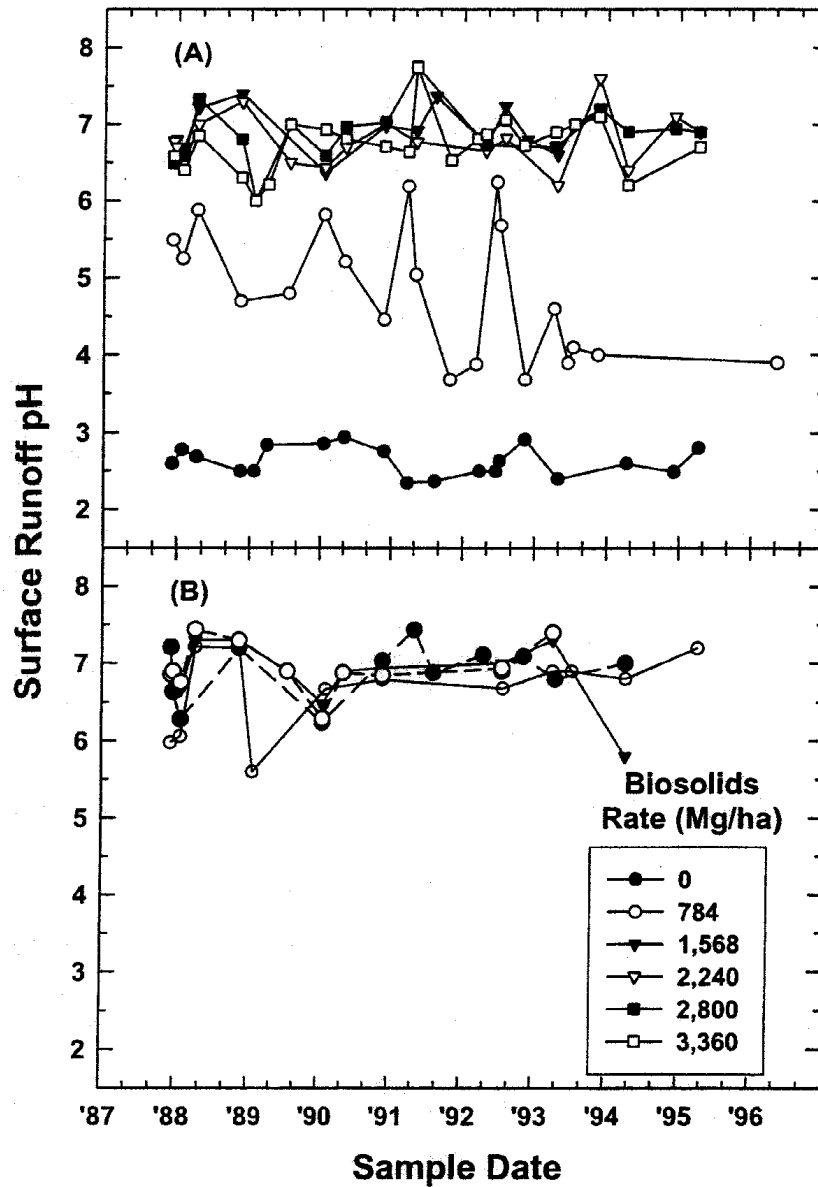 (A)
8
7
6
5
4
3
2
Surface Runoff pH
(B)
8
7
6
5
4
3
2
Biosolids
Rate (Mg/ha)
0
784
1,568
2,240
2,800
3,360
'87 '88 '89 '90 '91 '92 '93 '94 '95 '96
Sample Date